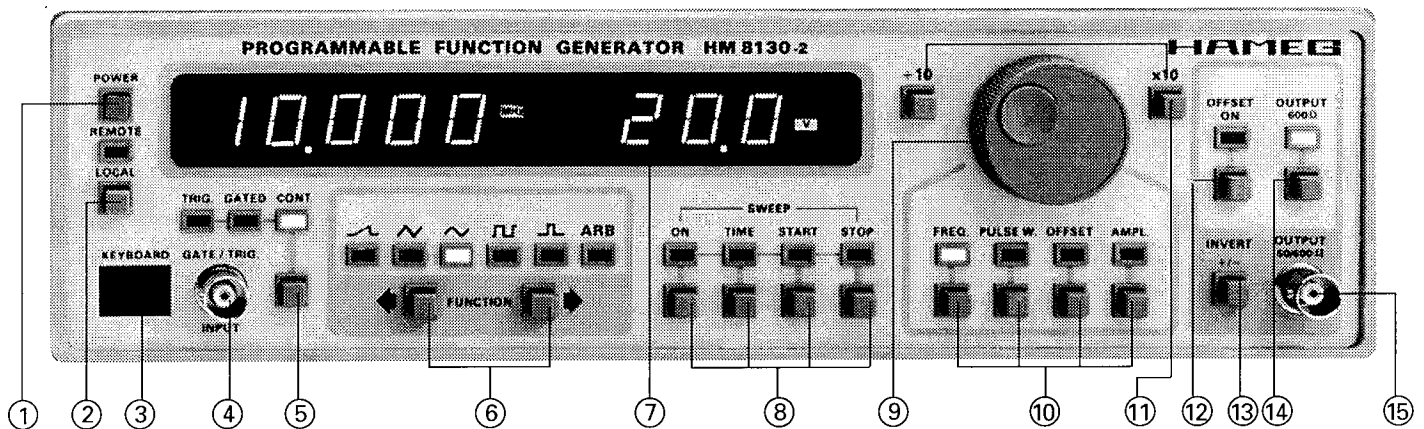 PROGRAMMABLE FUNCTION GENERATOR HM 8130-2
HAMEG
POWER
REMOTE
LOCAL
10.000 MHz 20.0 V
÷10
x10
OFFSET ON
OUTPUT 600Ω
TRIG. GATED CONT
ARB
SWEEP
ON TIME START STOP
FREQ. PULSE W. OFFSET AMPL.
KEYBOARD
GATE / TRIG.
INPUT
FUNCTION
INVERT
+/−
OUTPUT
50/600Ω
1 2 3 4 5 6 7 8 9 10 11 12 13 14 15